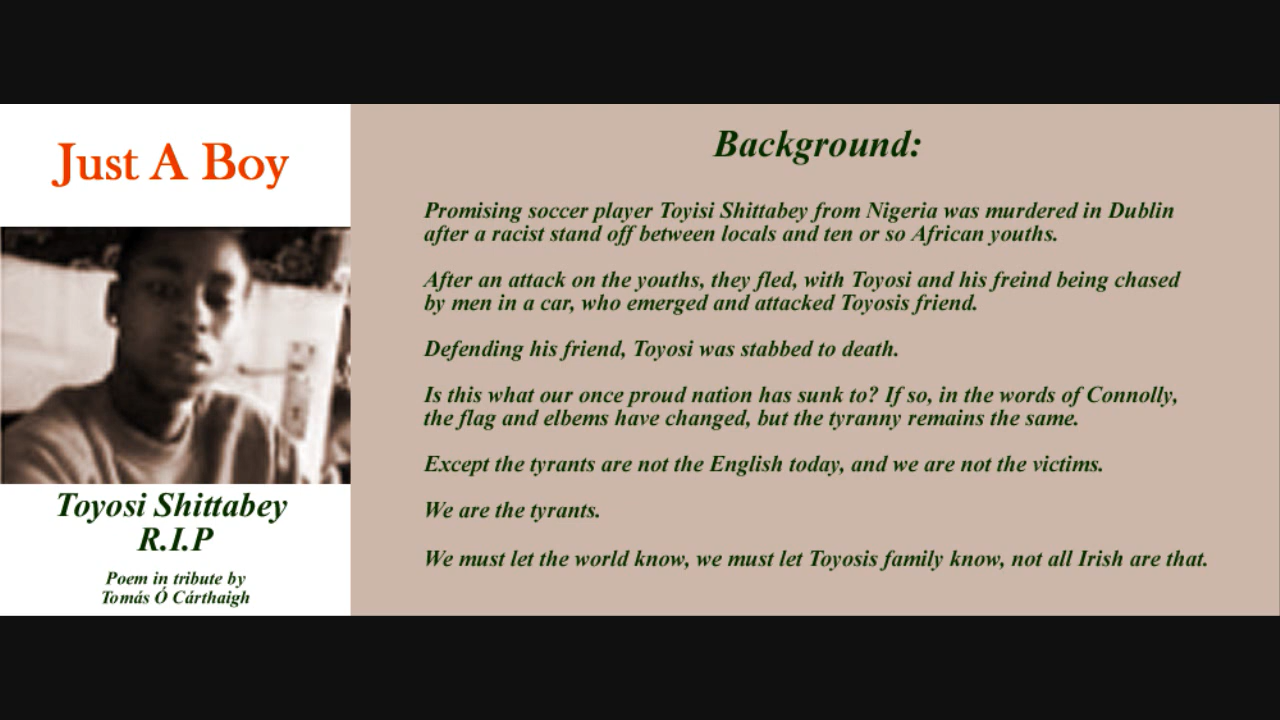 Just A Boy
Toyosi Shittabey
R.I.P
Poem in tribute by
Tomás Ó Cárthaigh
Background:
Promising soccer player Toyisi Shittabey from Nigeria was murdered in Dublin
after a racist stand off between locals and ten or so African youths.
After an attack on the youths, they fled, with Toyosi and his freind being chased
by men in a car, who emerged and attacked Toyosis friend.
Defending his friend, Toyosi was stabbed to death.
Is this what our once proud nation has sunk to? If so, in the words of Connolly,
the flag and elbems have changed, but the tyranny remains the same.
Except the tyrants are not the English today, and we are not the victims.
We are the tyrants.
We must let the world know, we must let Toyosis family know, not all Irish are that.